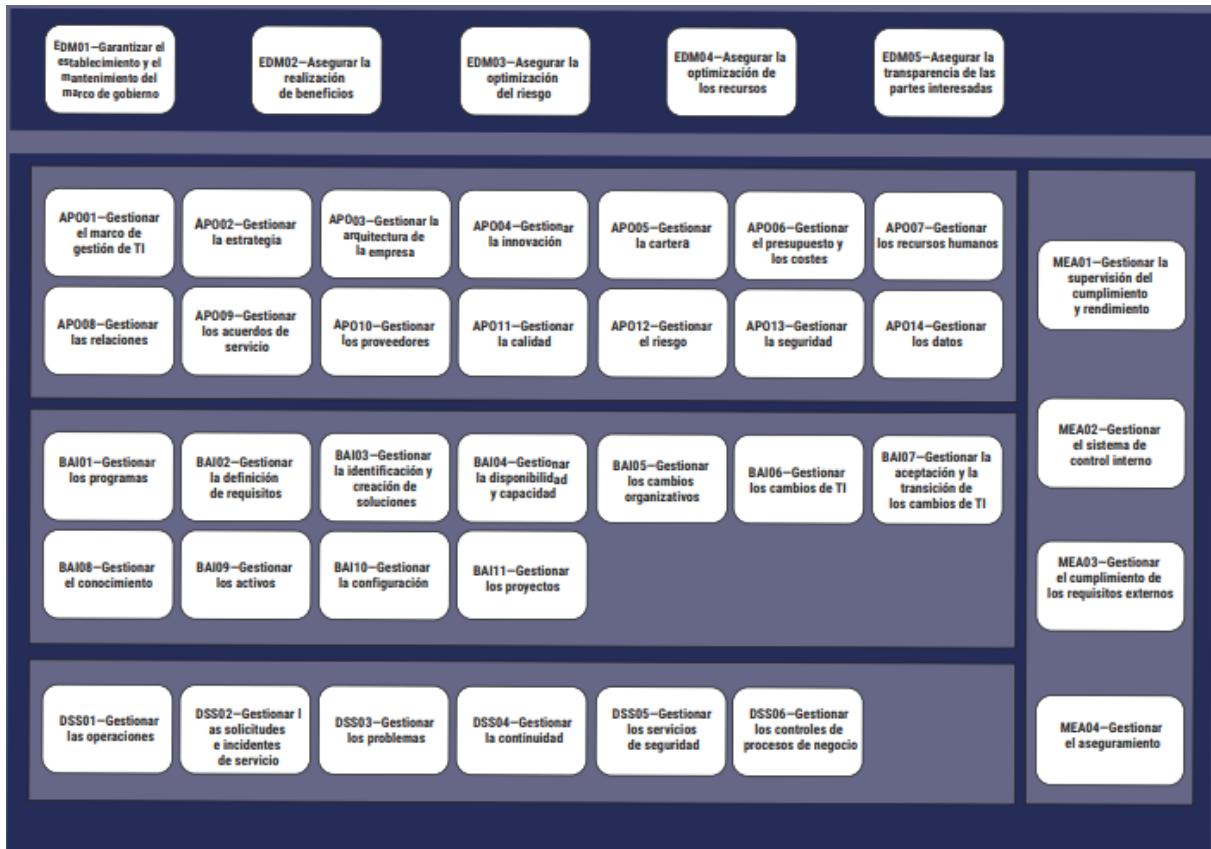 EDM01–Garantizar el
establecimiento y el
mantenimiento del
marco de gobierno
EDM02–Asegurar la
realización
de beneficios
EDM03–Asegurar la
optimización
del riesgo
EDM04–Asegurar la
optimización de
los recursos
EDM05–Asegurar la
transparencia de las
partes interesadas
APO01–Gestionar
el marco de
gestión de TI
APO02–Gestionar
la estrategia
APO03–Gestionar la
arquitectura de
la empresa
APO04–Gestionar
la innovación
APO05–Gestionar
la cartera
APO06–Gestionar
el presupuesto y
los costes
APO07–Gestionar
los recursos humanos
APO08–Gestionar
las relaciones
APO09–Gestionar
los acuerdos de
servicio
APO10–Gestionar
los proveedores
APO11–Gestionar
la calidad
APO12–Gestionar
el riesgo
APO13–Gestionar
la seguridad
APO14–Gestionar
los datos
BAI01–Gestionar
los programas
BAI02–Gestionar
la definición
de requisitos
BAI03–Gestionar
la identificación y
creación de
soluciones
BAI04–Gestionar
la disponibilidad
y capacidad
BAI05–Gestionar
los cambios
organizativos
BAI06–Gestionar
los cambios de TI
BAI07–Gestionar la
aceptación y la
transición de
los cambios de TI
BAI08–Gestionar
el conocimiento
BAI09–Gestionar
los activos
BAI10–Gestionar
la configuración
BAI11–Gestionar
los proyectos
DSS01–Gestionar
las operaciones
DSS02–Gestionar l
as solicitudes
e incidentes
de servicio
DSS03–Gestionar
los problemas
DSS04–Gestionar
la continuidad
DSS05–Gestionar
los servicios
de seguridad
DSS06–Gestionar
los controles de
procesos de negocio
MEA01–Gestionar la
supervisión del
cumplimiento
y rendimiento
MEA02–Gestionar
el sistema de
control interno
MEA03–Gestionar
el cumplimiento de
los requisitos externos
MEA04–Gestionar
el aseguramiento